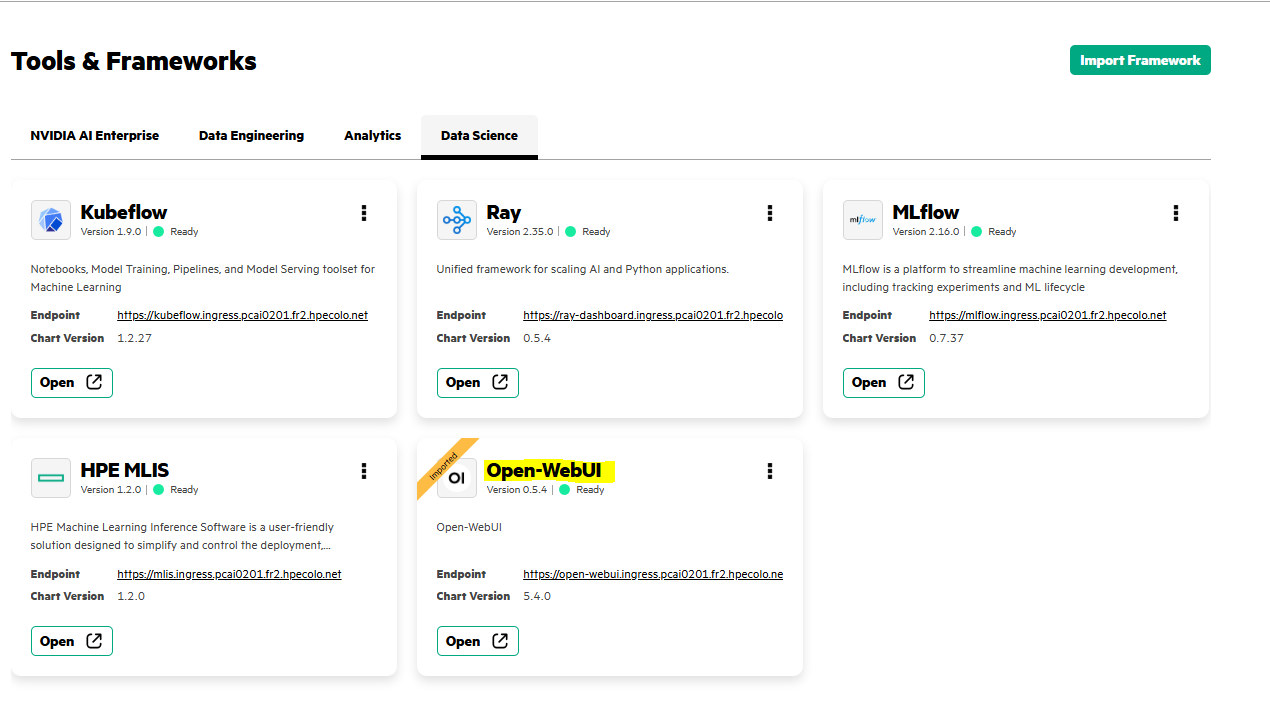 Tools & Frameworks
Import Framework
NVIDIA AI Enterprise
Data Engineering
Analytics
Data Science
Kubeflow
Version 1.9.0 | Ready
Notebooks, Model Training, Pipelines, and Model Serving toolset for
Machine Learning
Endpoint https://kubeflow.ingress.pcai0201.fr2.hpecolo.net
Chart Version 1.2.27
Open
Ray
Version 2.35.0 | Ready
Unified framework for scaling AI and Python applications.
Endpoint https://ray-dashboard.ingress.pcai0201.fr2.hpecolo
Chart Version 0.5.4
Open
mlflow
MLflow
Version 2.16.0 | Ready
MLflow is a platform to streamline machine learning development,
including tracking experiments and ML lifecycle
Endpoint https://mlflow.ingress.pcai0201.fr2.hpecolo.net
Chart Version 0.7.37
Open
HPE MLIS
Version 1.2.0 | Ready
HPE Machine Learning Inference Software is a user-friendly
solution designed to simplify and control the deployment,...
Endpoint https://mlis.ingress.pcai0201.fr2.hpecolo.net
Chart Version 1.2.0
Open
Imported
OI
Open-WebUI
Version 0.5.4 | Ready
Open-WebUI
Endpoint https://open-webui.ingress.pcai0201.fr2.hpecolo.ne
Chart Version 5.4.0
Open